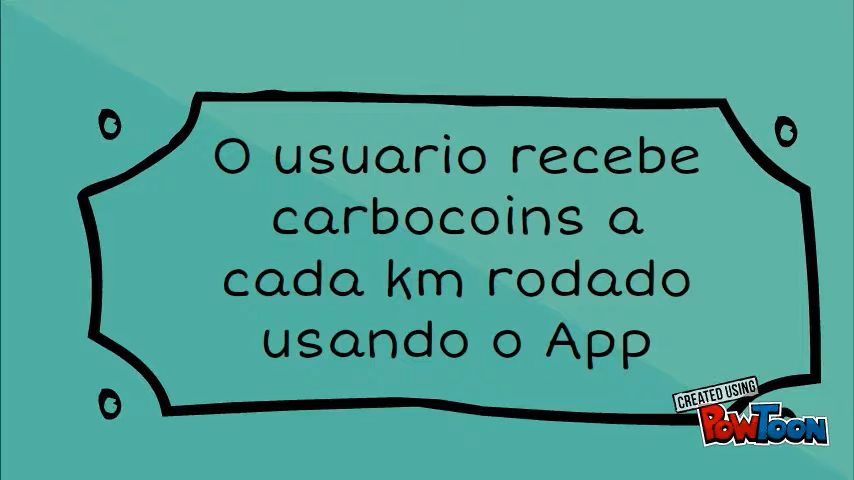 O usuario recebe
carbocoins a
cada km rodado
usando o App
CREATED USING
POWTOON